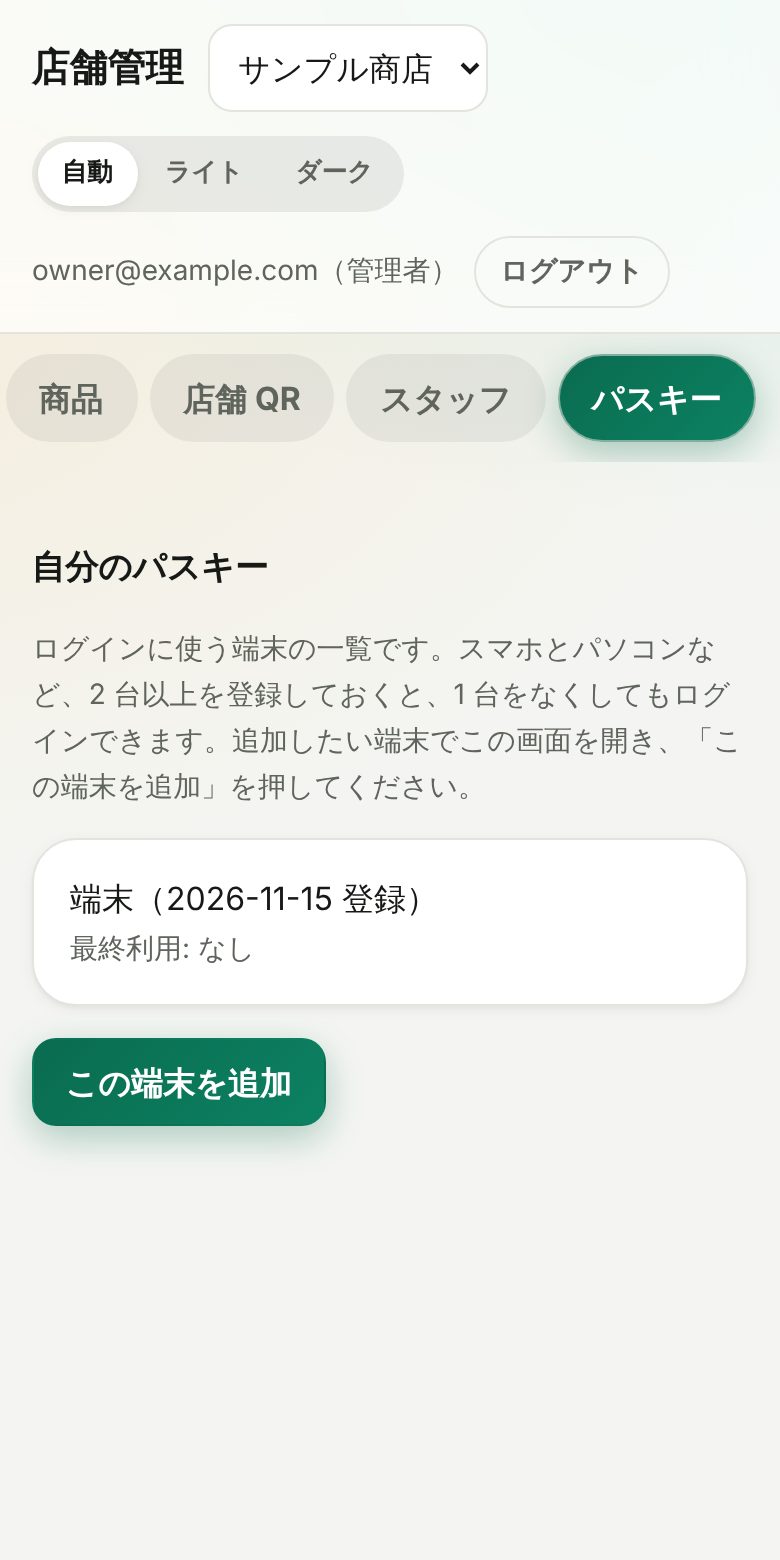 店舗管理 サンプル商店
自動 ライト ダーク
owner@example.com（管理者） ログアウト
商品 店舗 QR スタッフ パスキー
自分のパスキー
ログインに使う端末の一覧です。スマホとパソコンな
ど、2 台以上を登録しておくと、1 台をなくしてもログ
インできます。追加したい端末でこの画面を開き、「こ
の端末を追加」を押してください。
端末（2026-11-15 登録）
最終利用: なし
この端末を追加